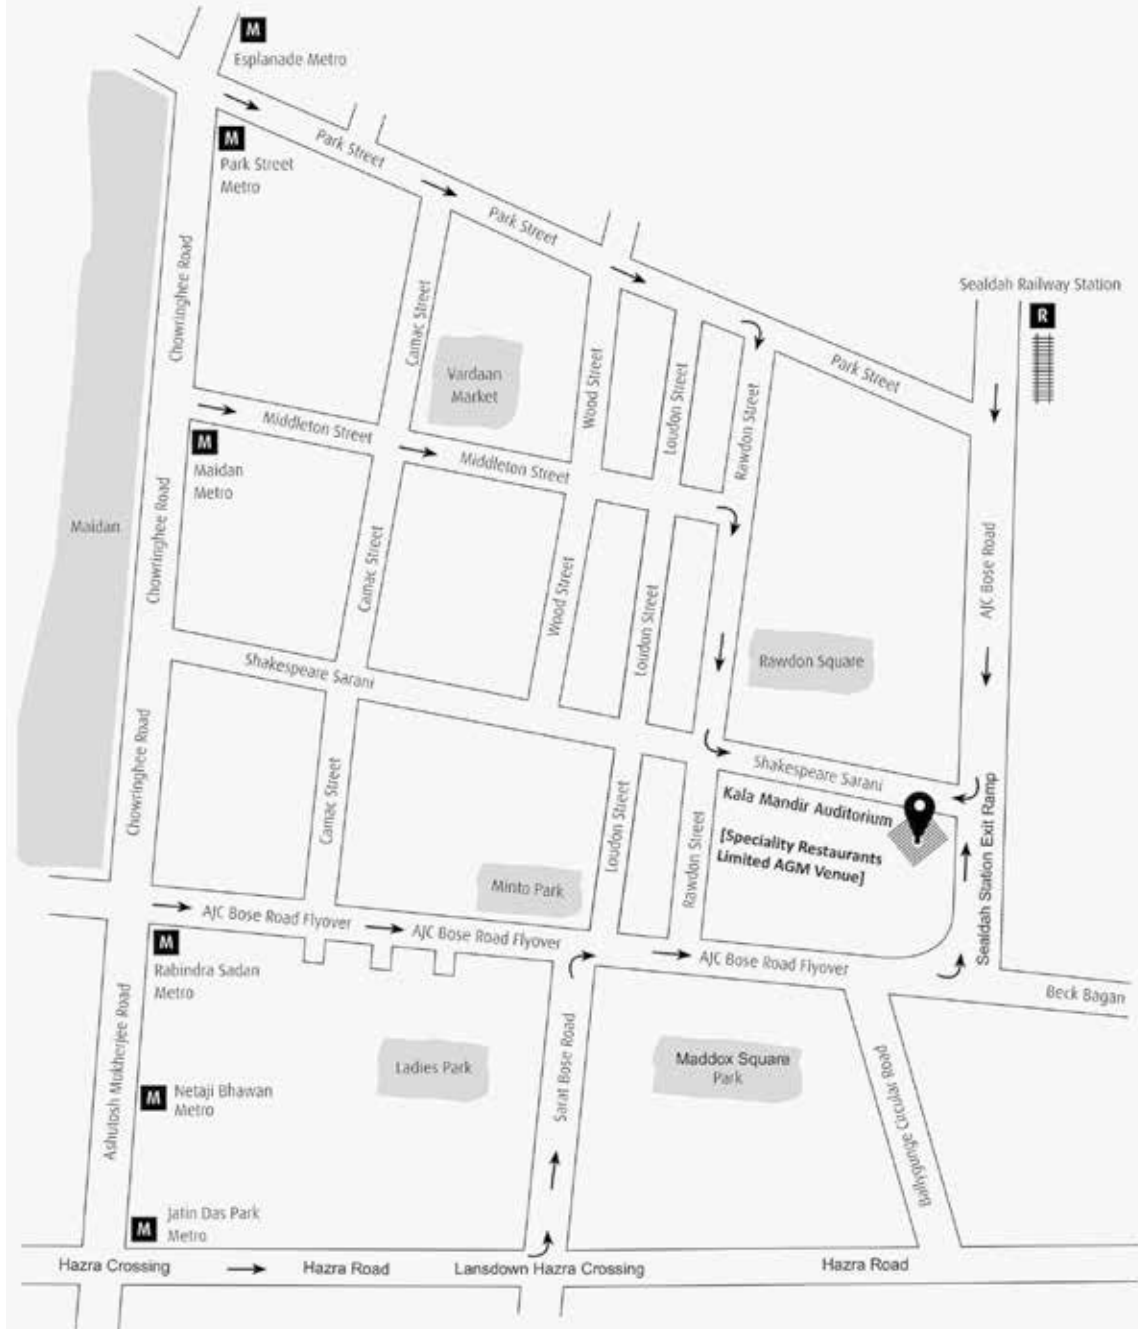 M
Esplanade Metro
Park Street
M
Park Street
Metro
Park Street
Chowringhee Road
Camac Street
Sealdah Railway Station
R
Vardaan
Market
Wood Street
Loudon Street
Rawdon Street
Park Street
Middleton Street
M
Maidan
Metro
Middleton Street
Maidan
Chowringhee Road
Camac Street
Wood Street
Loudon Street
AJC Bose Road
Rawdon Square
Shakespeare Sarani
Chowringhee Road
Camac Street
Loudon Street
Rawdon Street
Shakespeare Sarani
Kala Mandir Auditorium
[Speciality Restaurants
Limited AGM Venue]
Sealdah Station Exit Ramp
Minto Park
AJC Bose Road Flyover
AJC Bose Road Flyover
AJC Bose Road Flyover
M
Rabindra Sadan
Metro
Beck Bagan
Ashutosh Mukherjee Road
Ladies Park
Sarat Bose Road
Maddox Square
Park
Ballygunge Circular Road
M
Netaji Bhawan
Metro
M
Jatin Das Park
Metro
Hazra Crossing
Hazra Road
Lansdown Hazra Crossing
Hazra Road